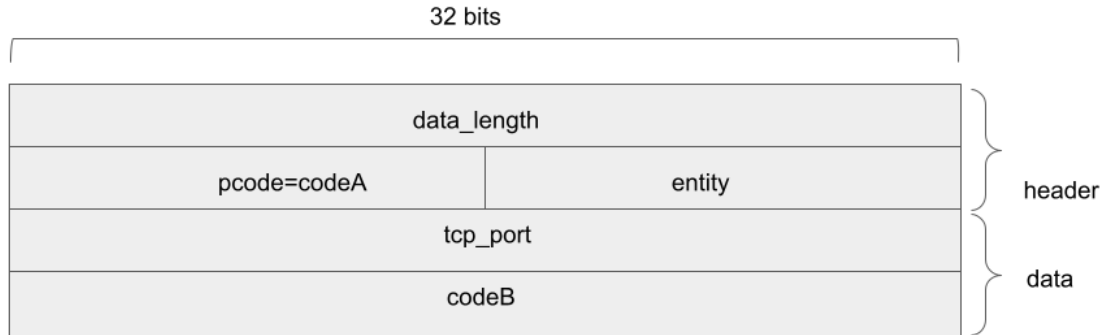 32 bits
data_length
pcode=codeA entity
header
tcp_port
data
codeB